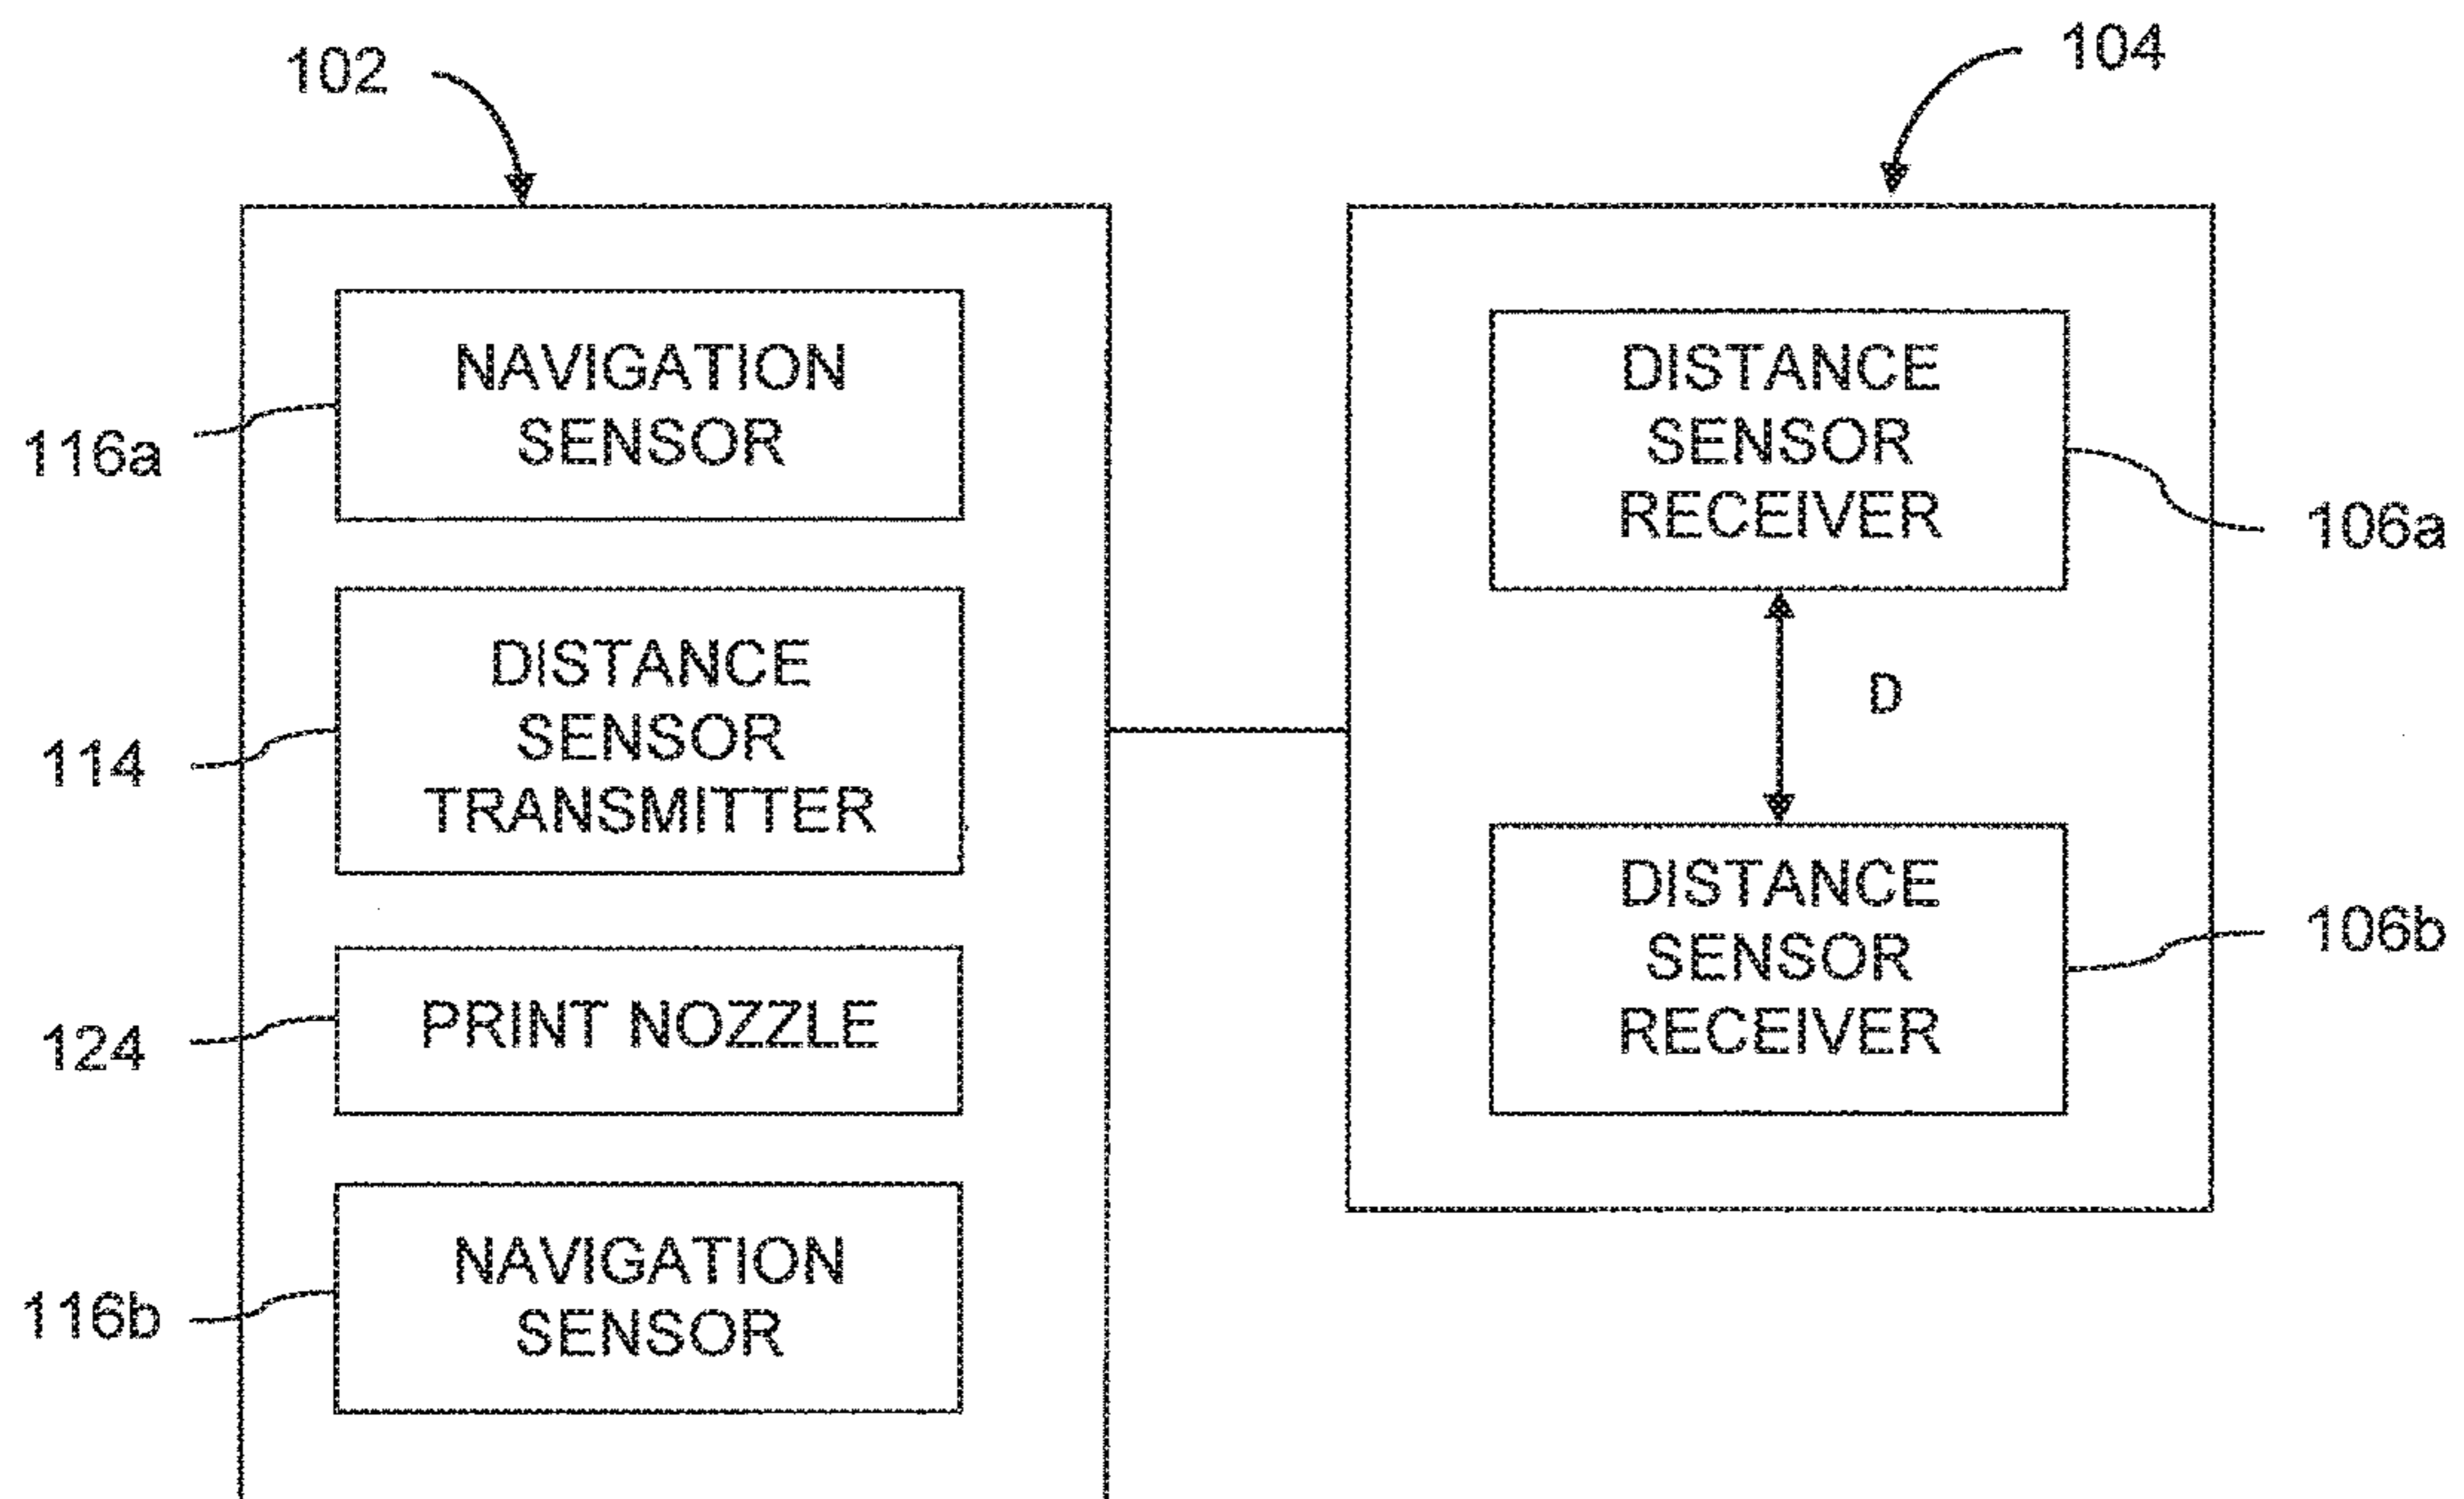 102
104
NAVIGATION
SENSOR
116a
DISTANCE
SENSOR
TRANSMITTER
114
PRINT NOZZLE
124
NAVIGATION
SENSOR
116b
DISTANCE
SENSOR
RECEIVER
106a
D
DISTANCE
SENSOR
RECEIVER
106b